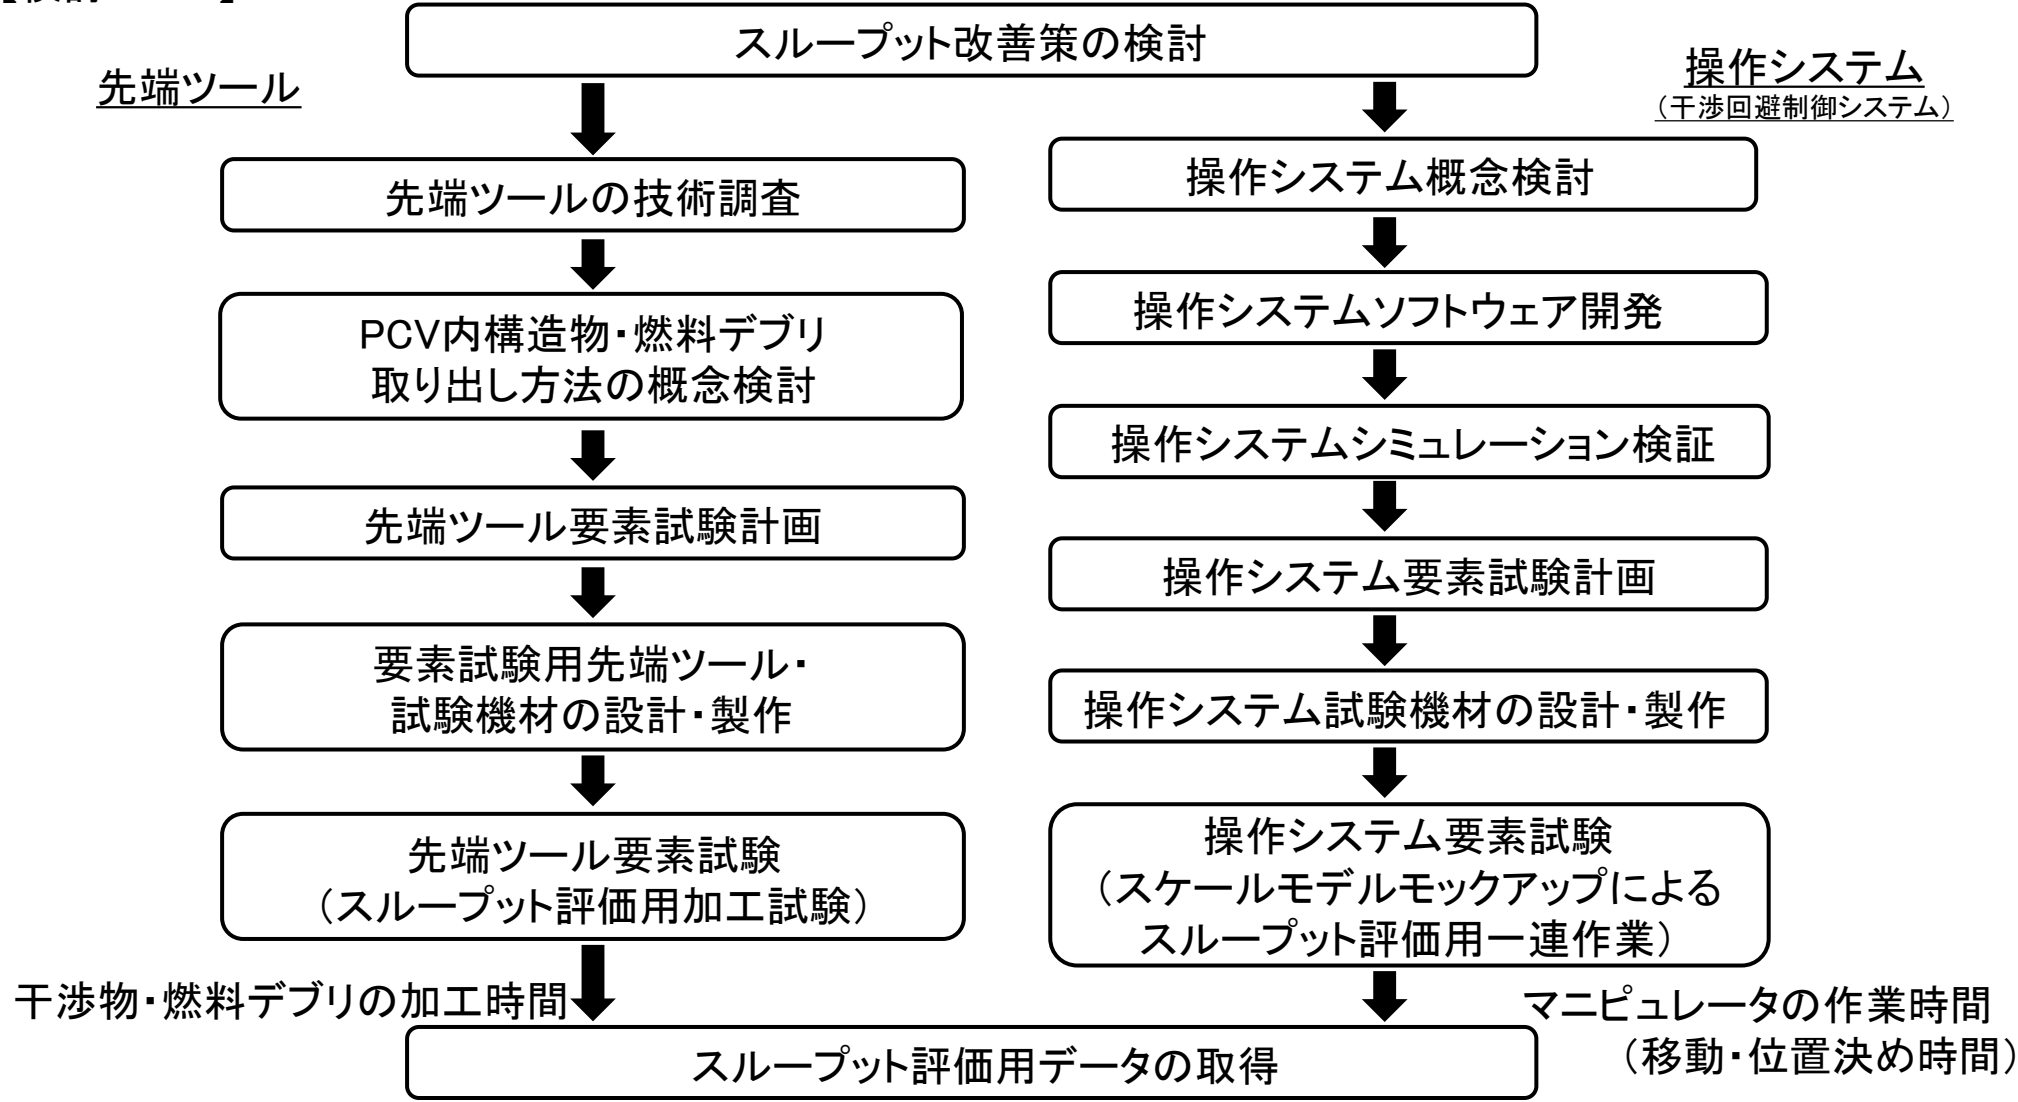 スループット改善策の検討
先端ツール
操作システム
（干渉回避制御システム）
先端ツールの技術調査
PCV内構造物・燃料デブリ
取り出し方法の概念検討
先端ツール要素試験計画
要素試験用先端ツール・
試験機材の設計・製作
先端ツール要素試験
（スループット評価用加工試験）
干渉物・燃料デブリの加工時間
操作システム概念検討
操作システムソフトウェア開発
操作システムシミュレーション検証
操作システム要素試験計画
操作システム試験機材の設計・製作
操作システム要素試験
（スケールモデルモックアップによる
スループット評価用一連作業）
マニピュレータの作業時間
（移動・位置決め時間）
スループット評価用データの取得